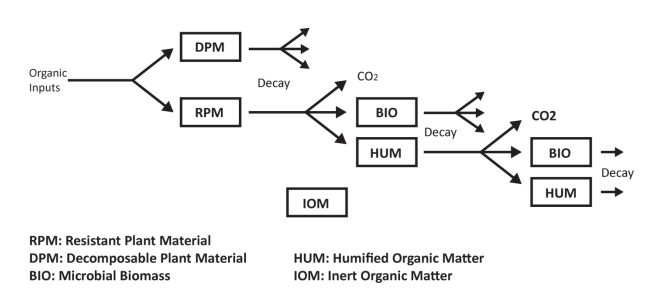 DPM
Organic
Inputs
Decay
CO2
RPM
BIO
CO2
Decay
HUM
BIO
Decay
HUM
IOM
RPM: Resistant Plant Material
DPM: Decomposable Plant Material
HUM: Humified Organic Matter
BIO: Microbial Biomass
IOM: Inert Organic Matter